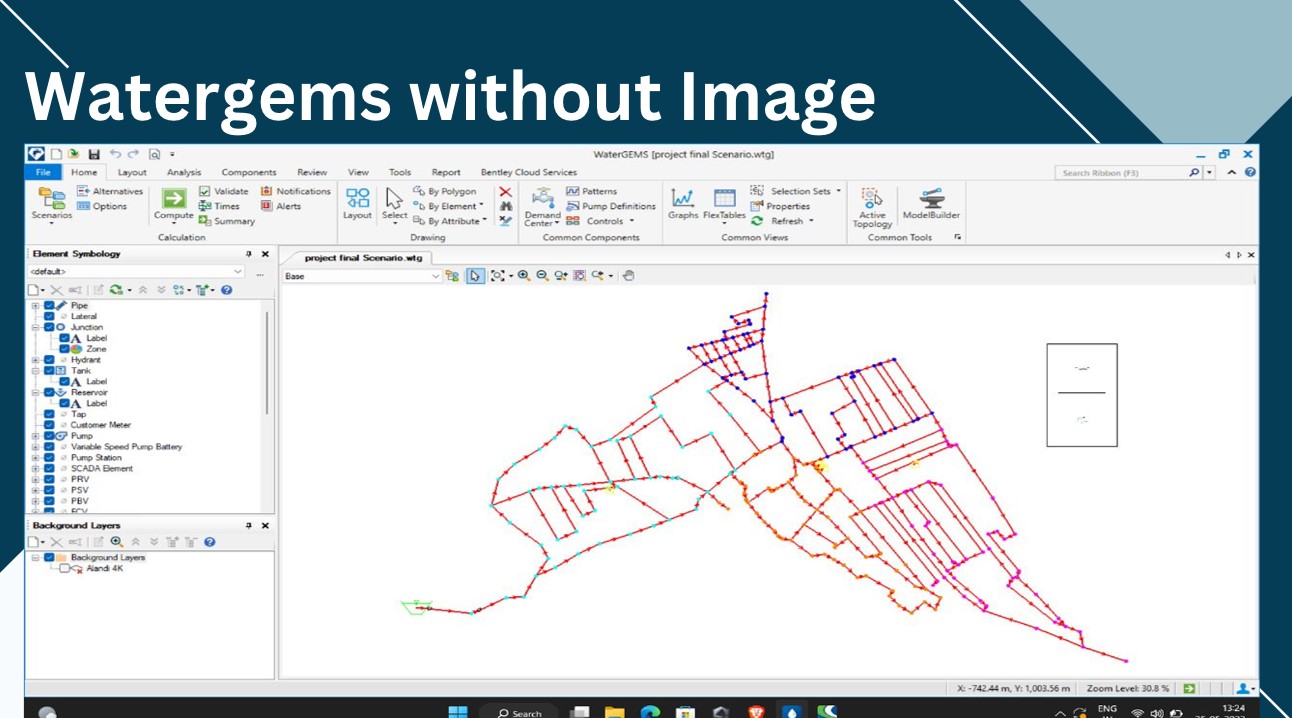 Watergems without Image
WaterGEMS [project final Scenario.wtg]
File Home Layout Analysis Components Review View Tools Report Bentley Cloud Services
Search Ribbon (F3)
Scenarios
Alternatives
Options
Compute
Validate
Times
Summary
Notifications
Alerts
Calculation
Layout
Select
By Polygon
By Element
By Attribute
Drawing
Demand Center
Patterns
Pump Definitions
Controls
Common Components
Graphs
FlexTables
Selection Sets
Properties
Refresh
Common Views
Active Topology
ModelBuilder
Common Tools
Element Symbology
<default>
Pipe
Lateral
Junction
Label
Zone
Hydrant
Tank
Label
Reservoir
Label
Tap
Customer Meter
Pump
Variable Speed Pump Battery
Pump Station
SCADA Element
PRV
PSV
PBV
FCV
Background Layers
Background Layers
Alandi 4K
project final Scenario.wtg
Base
X: -742.44 m, Y: 1,003.56 m
Zoom Level: 30.8 %
Search
ENG
13:24